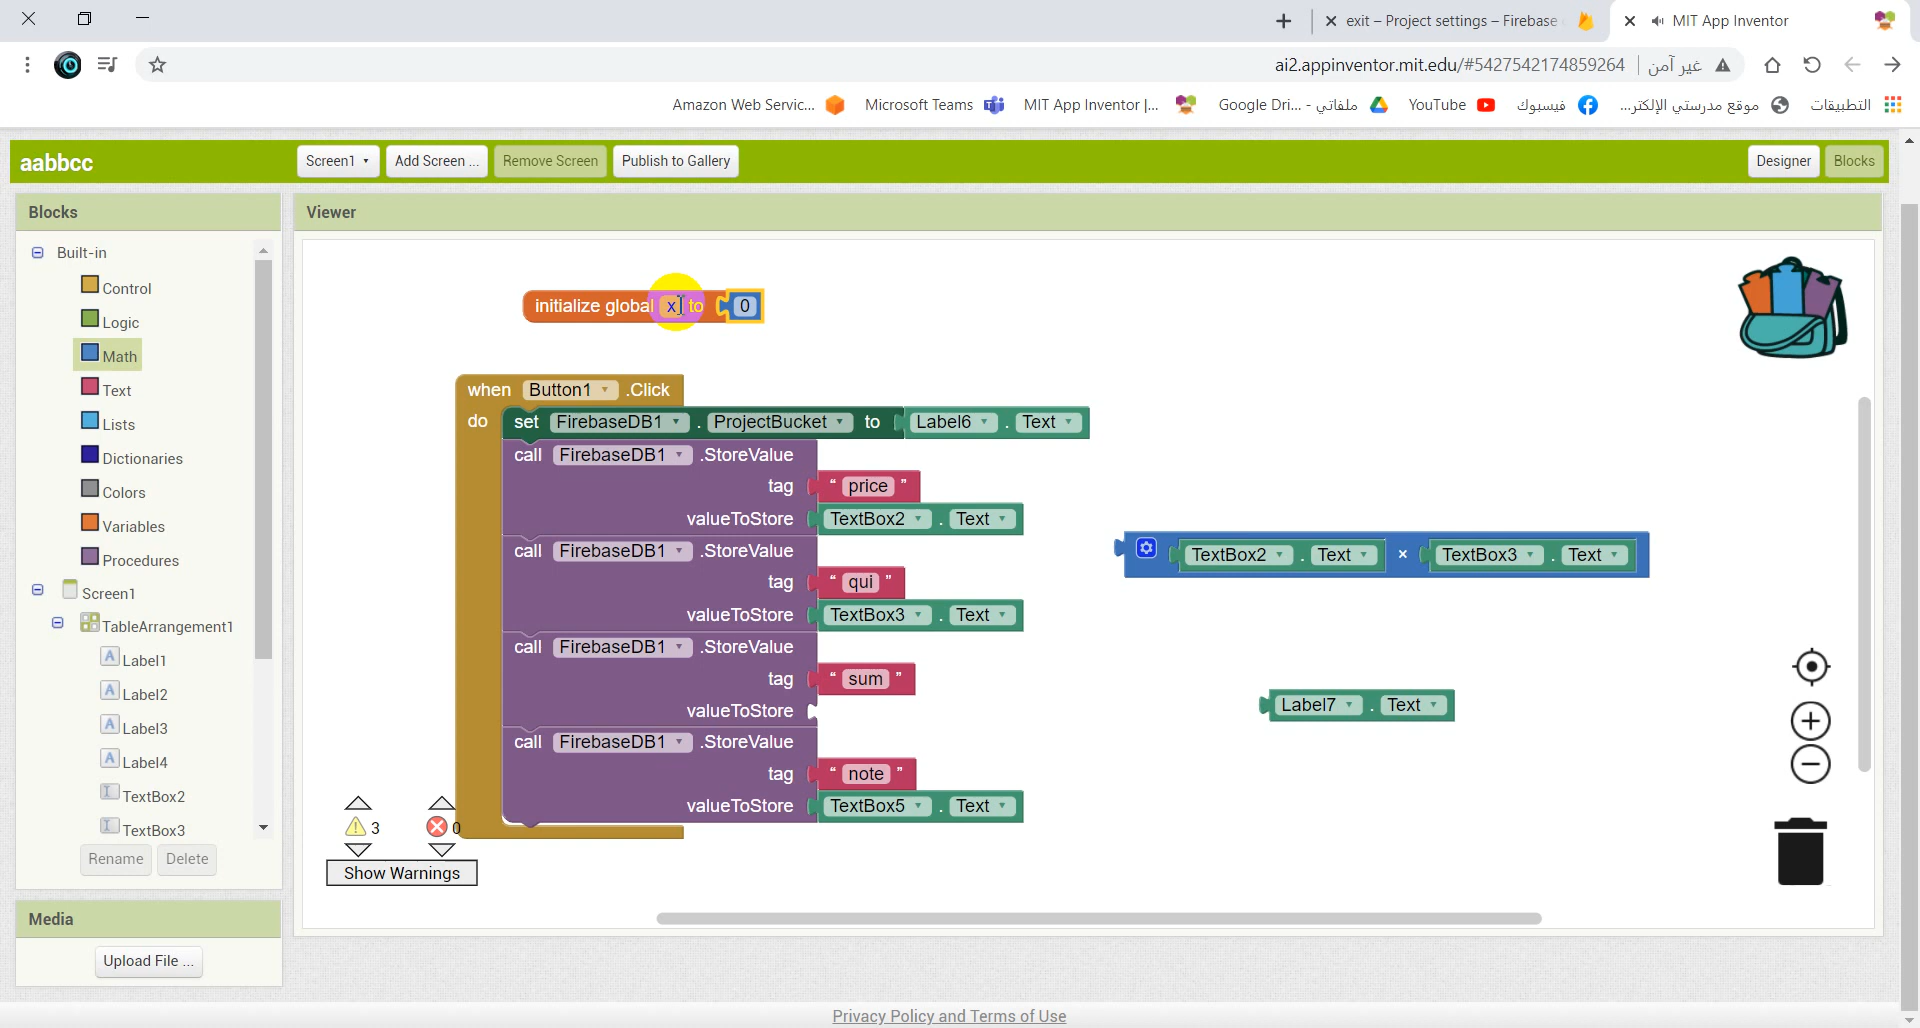 exit – Project settings – Firebase
MIT App Inventor
ai2.appinventor.mit.edu/#5427542174859264
غير آمن
Amazon Web Servic...
Microsoft Teams
MIT App Inventor |...
ملفاتي - Google Dri...
YouTube
فيسبوك
موقع مدرستي الإلكتر...
التطبيقات
aabbcc
Screen1
Add Screen ...
Remove Screen
Publish to Gallery
Designer
Blocks
Blocks
Viewer
Built-in
Control
Logic
Math
Text
Lists
Dictionaries
Colors
Variables
Procedures
Screen1
TableArrangement1
Label1
Label2
Label3
Label4
TextBox2
TextBox3
Rename
Delete
Media
Upload File ...
initialize global x to 0
when Button1 .Click
do set FirebaseDB1 . ProjectBucket to Label6 . Text
call FirebaseDB1 .StoreValue
tag “ price ”
valueToStore TextBox2 . Text
call FirebaseDB1 .StoreValue
tag “ qui ”
valueToStore TextBox3 . Text
call FirebaseDB1 .StoreValue
tag “ sum ”
valueToStore
call FirebaseDB1 .StoreValue
tag “ note ”
valueToStore TextBox5 . Text
TextBox2 . Text × TextBox3 . Text
Label7 . Text
3
0
Show Warnings
Privacy Policy and Terms of Use